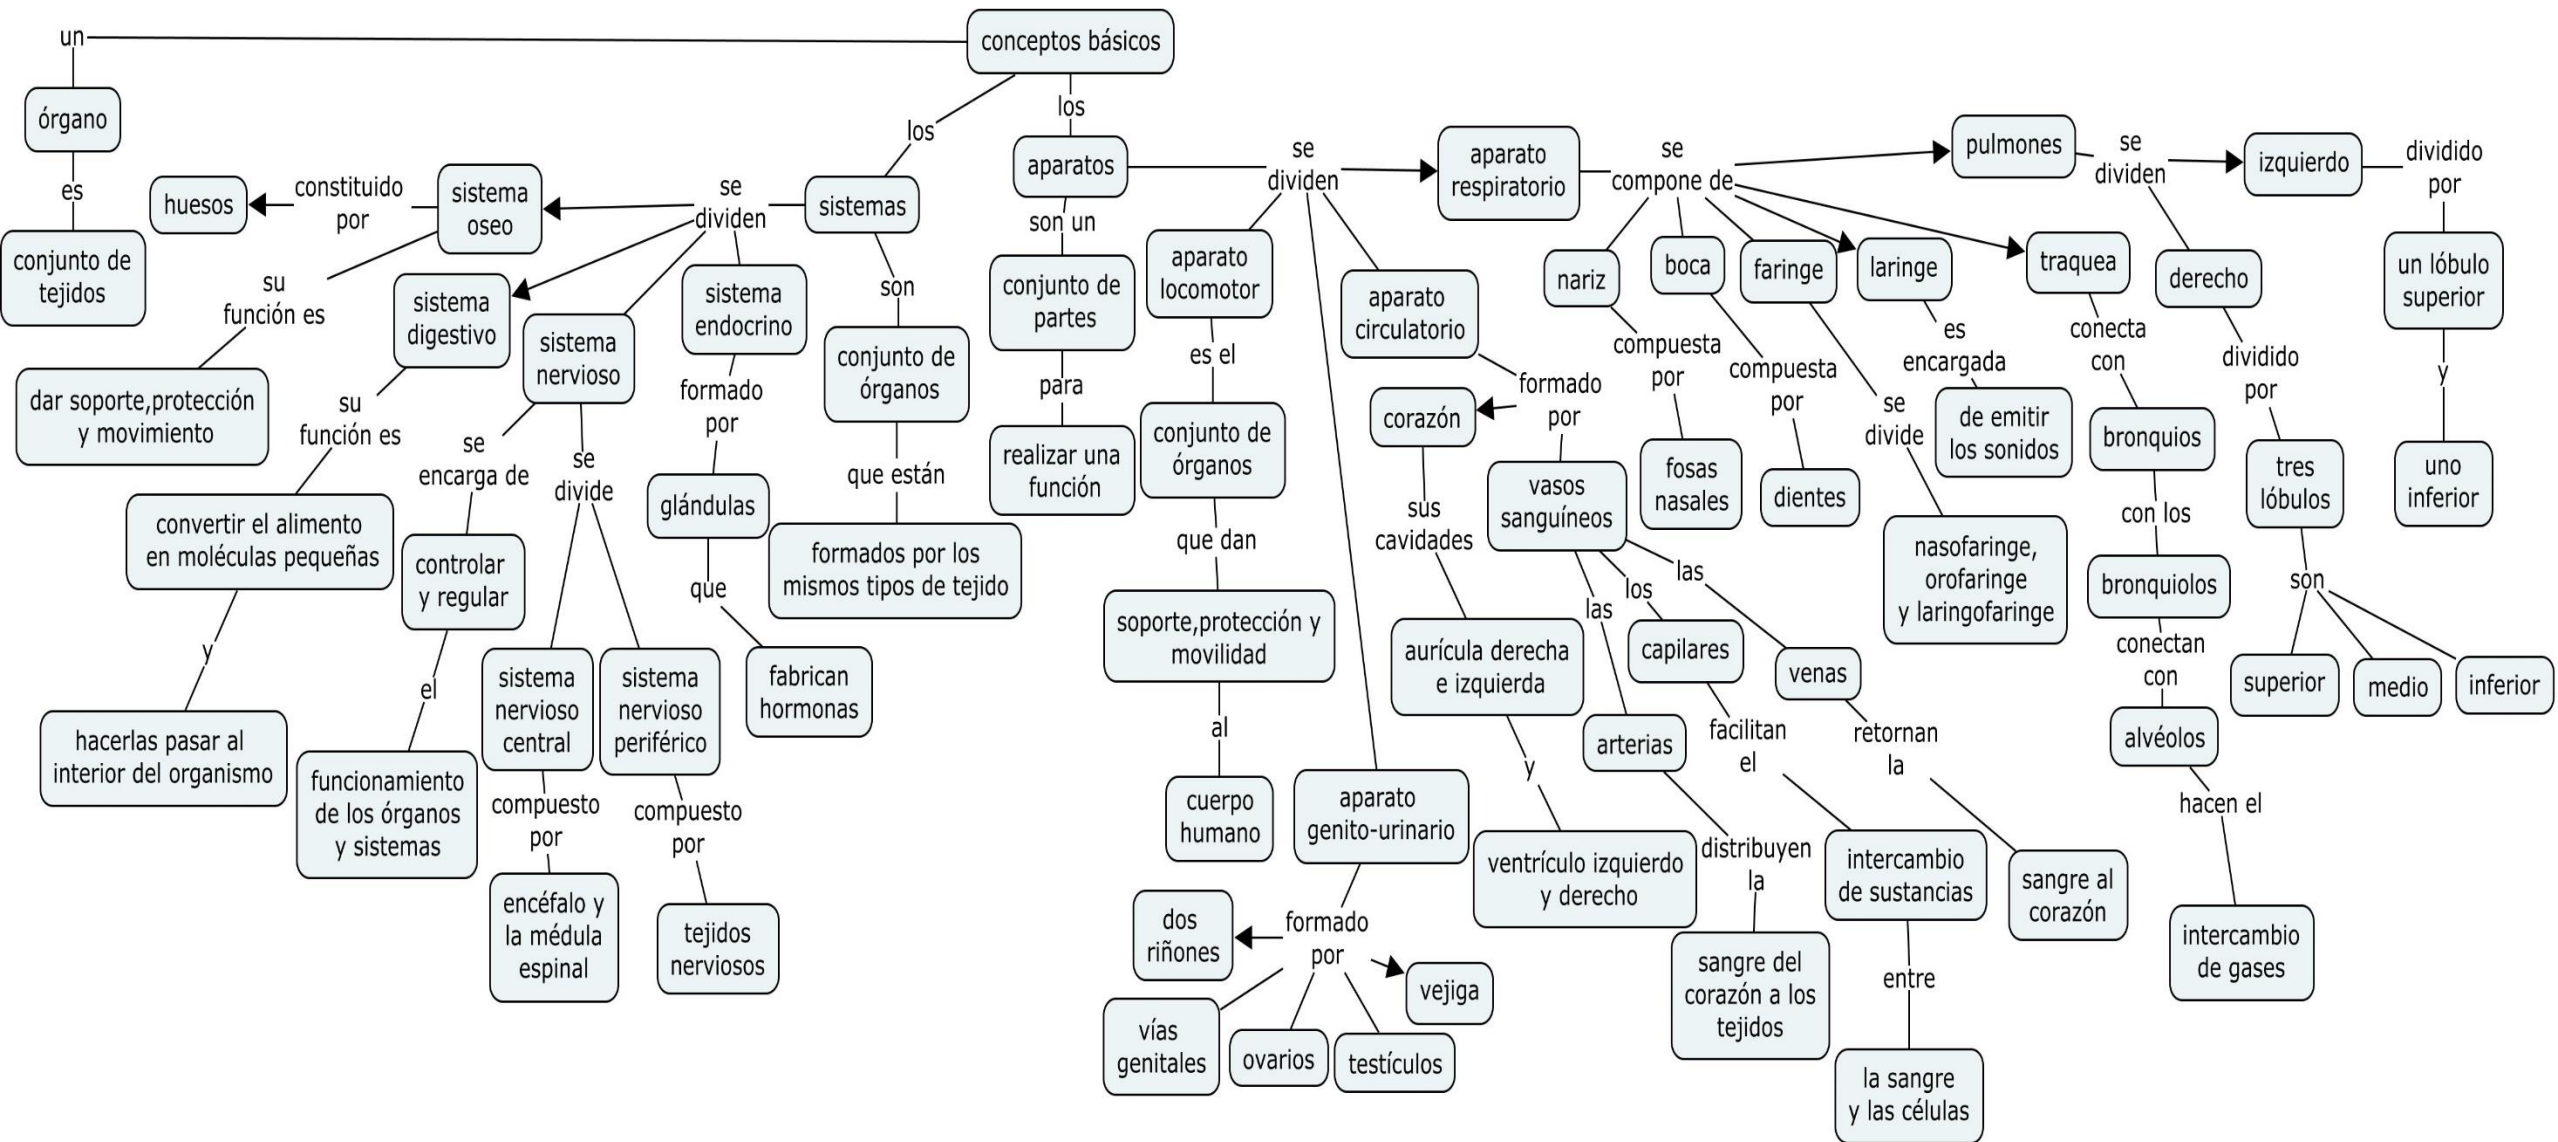 conceptos básicos
un
órgano
es
conjunto de
tejidos
los
sistemas
se
dividen
sistema
oseo
constituido
por
huesos
su
función es
dar soporte,protección
y movimiento
sistema
digestivo
su
función es
convertir el alimento
en moléculas pequeñas
y
hacerlas pasar al
interior del organismo
sistema
nervioso
se
encarga de
controlar
y regular
el
funcionamiento
de los órganos
y sistemas
se
divide
sistema
nervioso
central
compuesto
por
encéfalo y
la médula
espinal
sistema
nervioso
periférico
compuesto
por
tejidos
nerviosos
sistema
endocrino
formado
por
glándulas
que
fabrican
hormonas
son
conjunto de
órganos
que están
formados por los
mismos tipos de tejido
los
aparatos
son un
conjunto de
partes
para
realizar una
función
se
dividen
aparato
locomotor
es el
conjunto de
órganos
que dan
soporte,protección y
movilidad
al
cuerpo
humano
aparato
genito-urinario
formado
por
dos
riñones
vías
genitales
ovarios
testículos
vejiga
aparato
circulatorio
formado
por
corazón
sus
cavidades
aurícula derecha
e izquierda
y
ventrículo izquierdo
y derecho
vasos
sanguíneos
las
arterias
distribuyen
la
sangre del
corazón a los
tejidos
los
capilares
facilitan
el
intercambio
de sustancias
entre
la sangre
y las células
las
venas
retornan
la
sangre al
corazón
aparato
respiratorio
se
compone de
nariz
compuesta
por
fosas
nasales
boca
compuesta
por
dientes
faringe
se
divide
nasofaringe,
orofaringe
y laringofaringe
laringe
es
encargada
de emitir
los sonidos
traquea
conecta
con
bronquios
con los
bronquiolos
conectan
con
alvéolos
hacen el
intercambio
de gases
pulmones
se
dividen
derecho
dividido
por
tres
lóbulos
son
superior
medio
inferior
izquierdo
dividido
por
un lóbulo
superior
y
uno
inferior